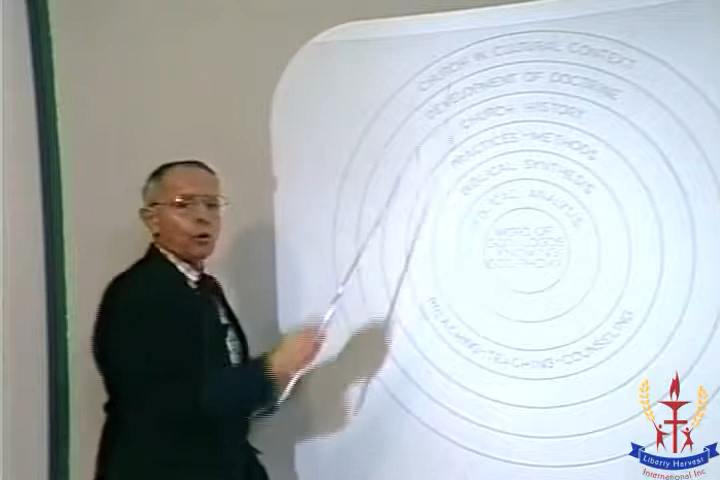 CHURCH IN CULTURAL CONTEXT
DEVELOPMENT OF DOCTRINE
CHURCH HISTORY
PRACTICES - METHODS
BIBLICAL SYNTHESIS
ANALYSIS
WORD OF
PREACHING - TEACHING - COUNSELING
Liberty Harvest
International Inc